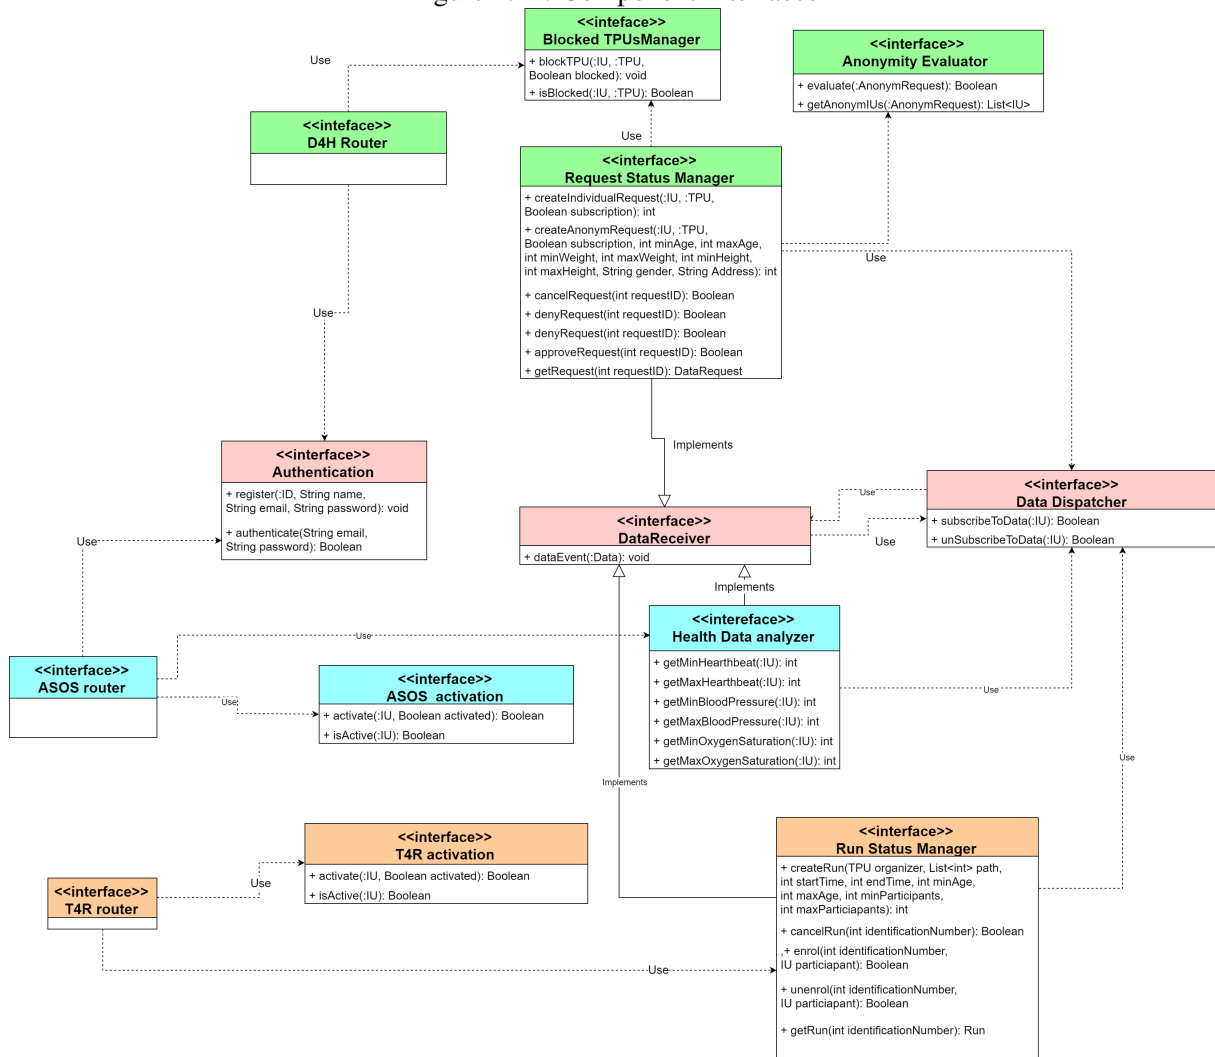 <<inteface>>
Blocked TPUsManager
+ blockTPU(:IU, :TPU,
Boolean blocked): void
+ isBlocked(:IU, :TPU): Boolean
<<interface>>
Anonymity Evaluator
+ evaluate(:AnonymRequest): Boolean
+ getAnonymIUs(:AnonymRequest): List<IU>
Use
<<inteface>>
D4H Router
Use
<<interface>>
Request Status Manager
+ createIndividualRequest(:IU, :TPU,
Boolean subscription): int
+ createAnonymRequest(:IU, :TPU,
Boolean subscription, int minAge, int maxAge,
int minWeight, int maxWeight, int minHeight,
int maxHeight, String gender, String Address): int
+ cancelRequest(int requestID): Boolean
+ denyRequest(int requestID): Boolean
+ denyRequest(int requestID): Boolean
+ approveRequest(int requestID): Boolean
+ getRequest(int requestID): DataRequest
Use
Use
Implements
<<interface>>
Authentication
+ register(:ID, String name,
String email, String password): void
+ authenticate(String email,
String password): Boolean
<<interface>>
Data Dispatcher
+ subscribeToData(:IU): Boolean
+ unSubscribeToData(:IU): Boolean
Use
<<interface>>
DataReceiver
+ dataEvent(:Data): void
Use
Use
Implements
<<intereface>>
Health Data analyzer
+ getMinHearthbeat(:IU): int
+ getMaxHearthbeat(:IU): int
+ getMinBloodPressure(:IU): int
+ getMaxBloodPressure(:IU): int
+ getMinOxygenSaturation(:IU): int
+ getMaxOxygenSaturation(:IU): int
Use
<<interface>>
ASOS router
Use
<<interface>>
ASOS activation
+ activate(:IU, Boolean activated): Boolean
+ isActive(:IU): Boolean
Use
Use
Implements
<<interface>>
T4R activation
+ activate(:IU, Boolean activated): Boolean
+ isActive(:IU): Boolean
Use
<<interface>>
T4R router
Use
<<interface>>
Run Status Manager
+ createRun(TPU organizer, List<int> path,
int startTime, int endTime, int minAge,
int maxAge, int minParticipants,
int maxParticiapants): int
+ cancelRun(int identificationNumber): Boolean
,+ enrol(int identificationNumber,
IU particiapant): Boolean
+ unenrol(int identificationNumber,
IU particiapant): Boolean
+ getRun(int identificationNumber): Run